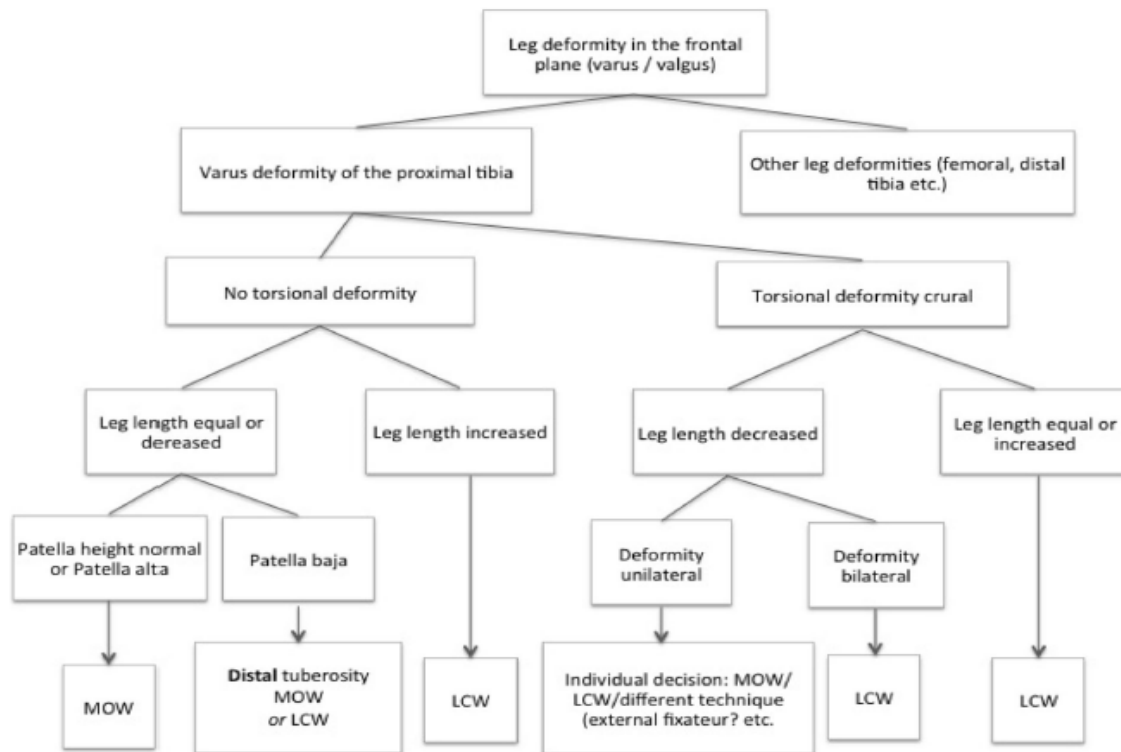 Leg deformity in the frontal
plane (varus / valgus)
Varus deformity of the proximal tibia
Other leg deformities (femoral, distal
tibia etc.)
No torsional deformity
Torsional deformity crural
Leg length equal or
dereased
Leg length increased
Leg length decreased
Leg length equal or
increased
Patella height normal
or Patella alta
Patella baja
Deformity
unilateral
Deformity
bilateral
MOW
Distal tuberosity
MOW
or LCW
LCW
Individual decision: MOW/
LCW/different technique
(external fixateur? etc.
LCW
LCW